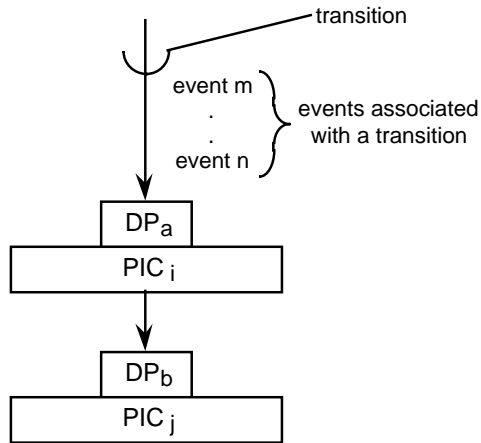 transition
event m
.
.
event n
events associated
with a transition
DPa
PIC i
DPb
PIC j